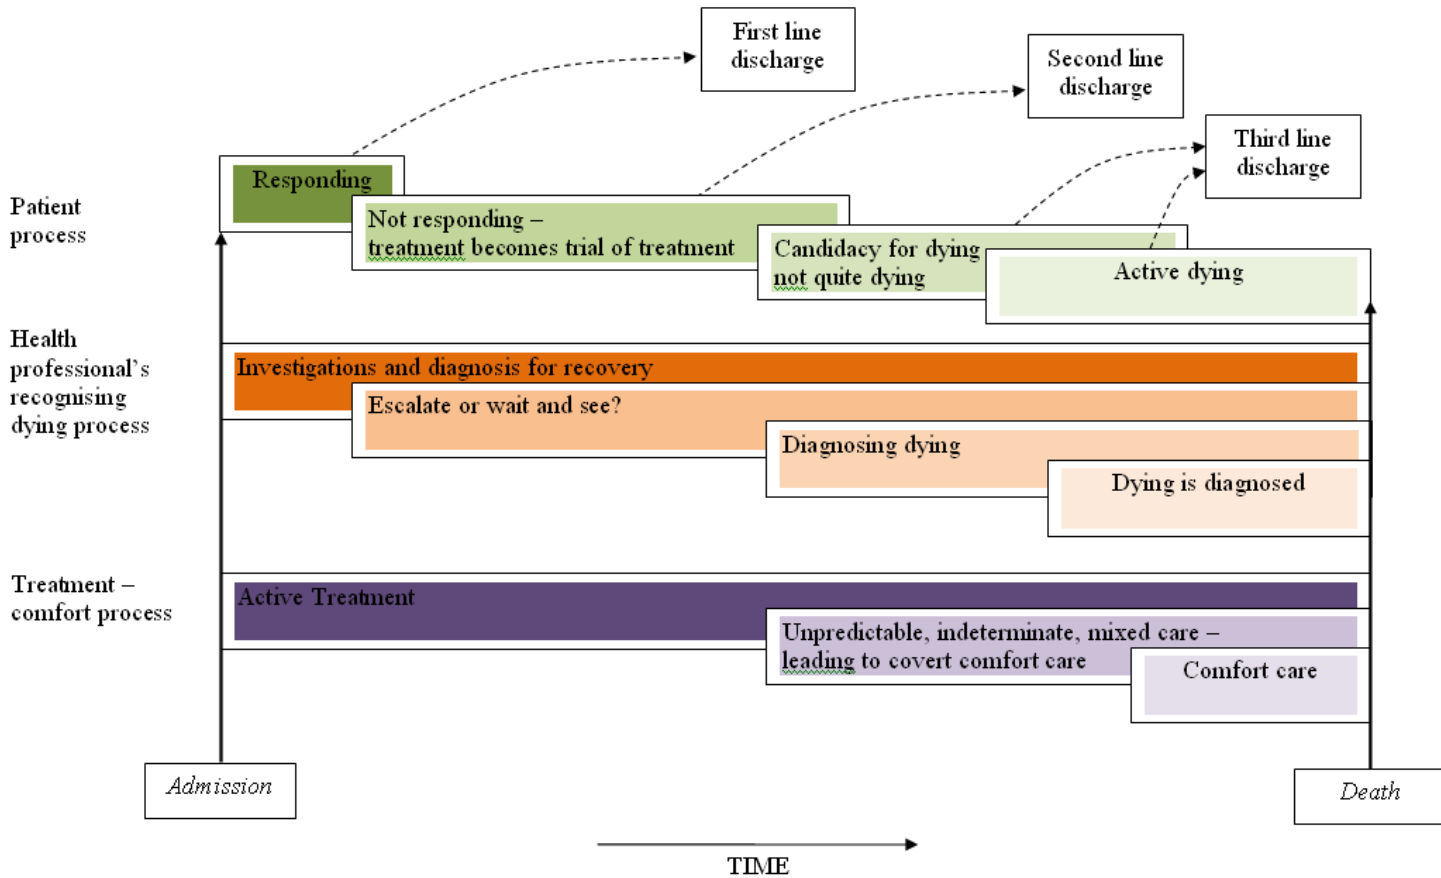 First line
discharge
Second line
discharge
Third line
discharge
Patient
process
Responding
Not responding –
treatment becomes trial of treatment
Candidacy for dying
not quite dying
Active dying
Health
professional’s
recognising
dying process
Investigations and diagnosis for recovery
Escalate or wait and see?
Diagnosing dying
Dying is diagnosed
Treatment –
comfort process
Active Treatment
Unpredictable, indeterminate, mixed care –
leading to covert comfort care
Comfort care
Admission
Death
TIME